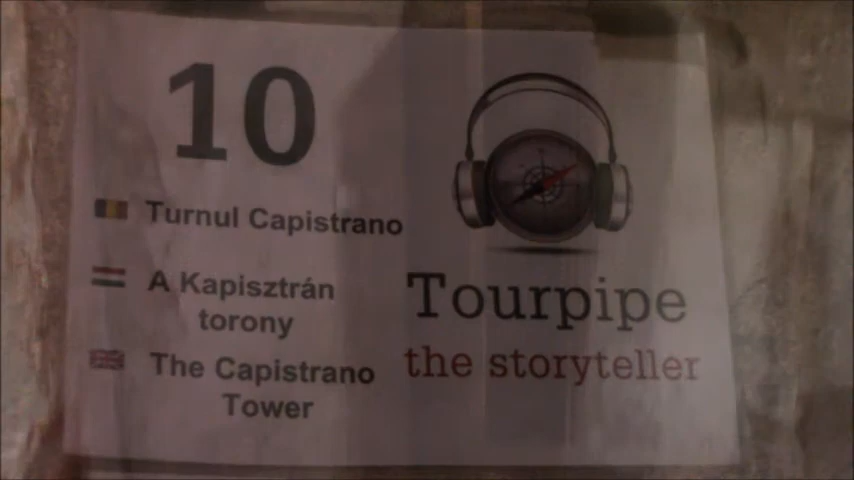 10
Turnul Capistrano
A Kapisztrán
torony
The Capistrano
Tower
Tourpipe
the storyteller